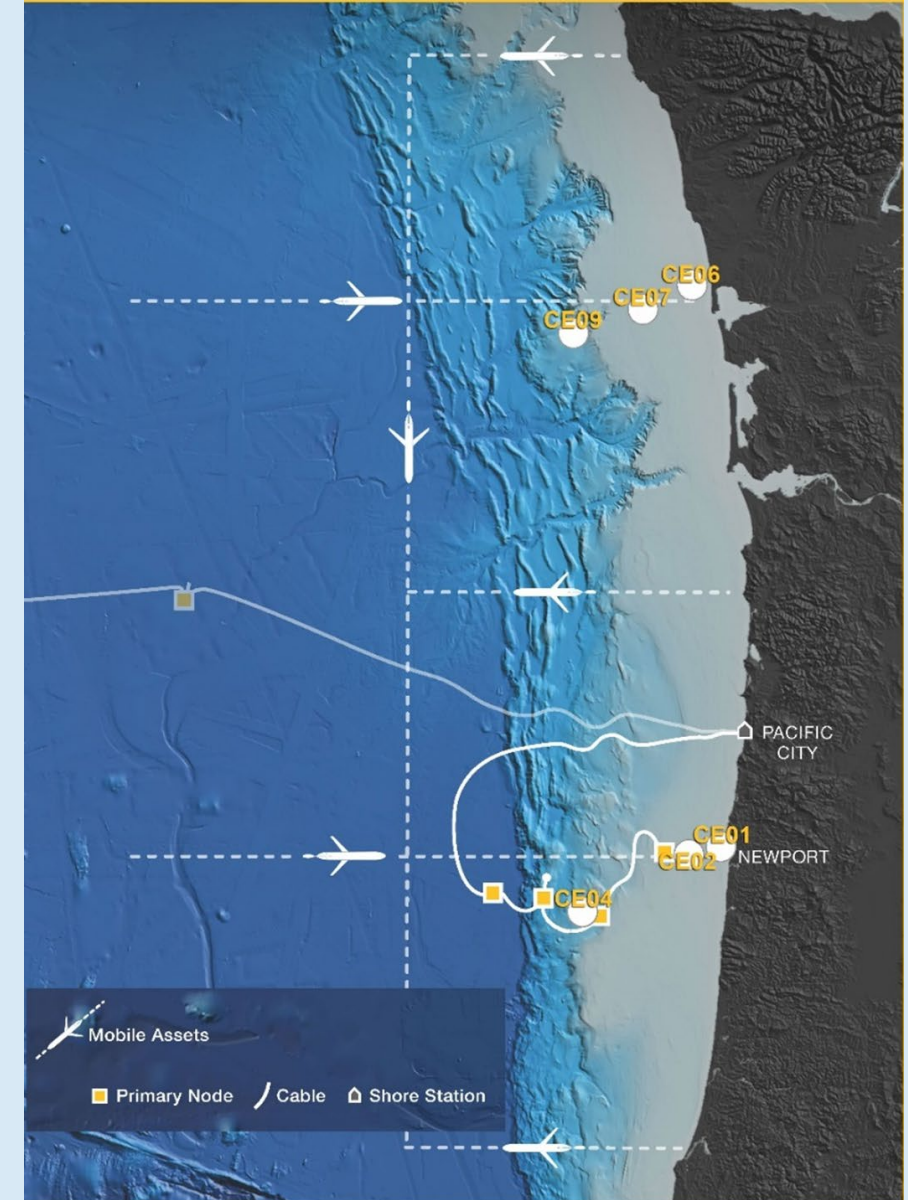 CE06
CE07
CE09
PACIFIC
CITY
CE01
CE02
NEWPORT
CE04
Mobile Assets
Primary Node
Cable
Shore Station